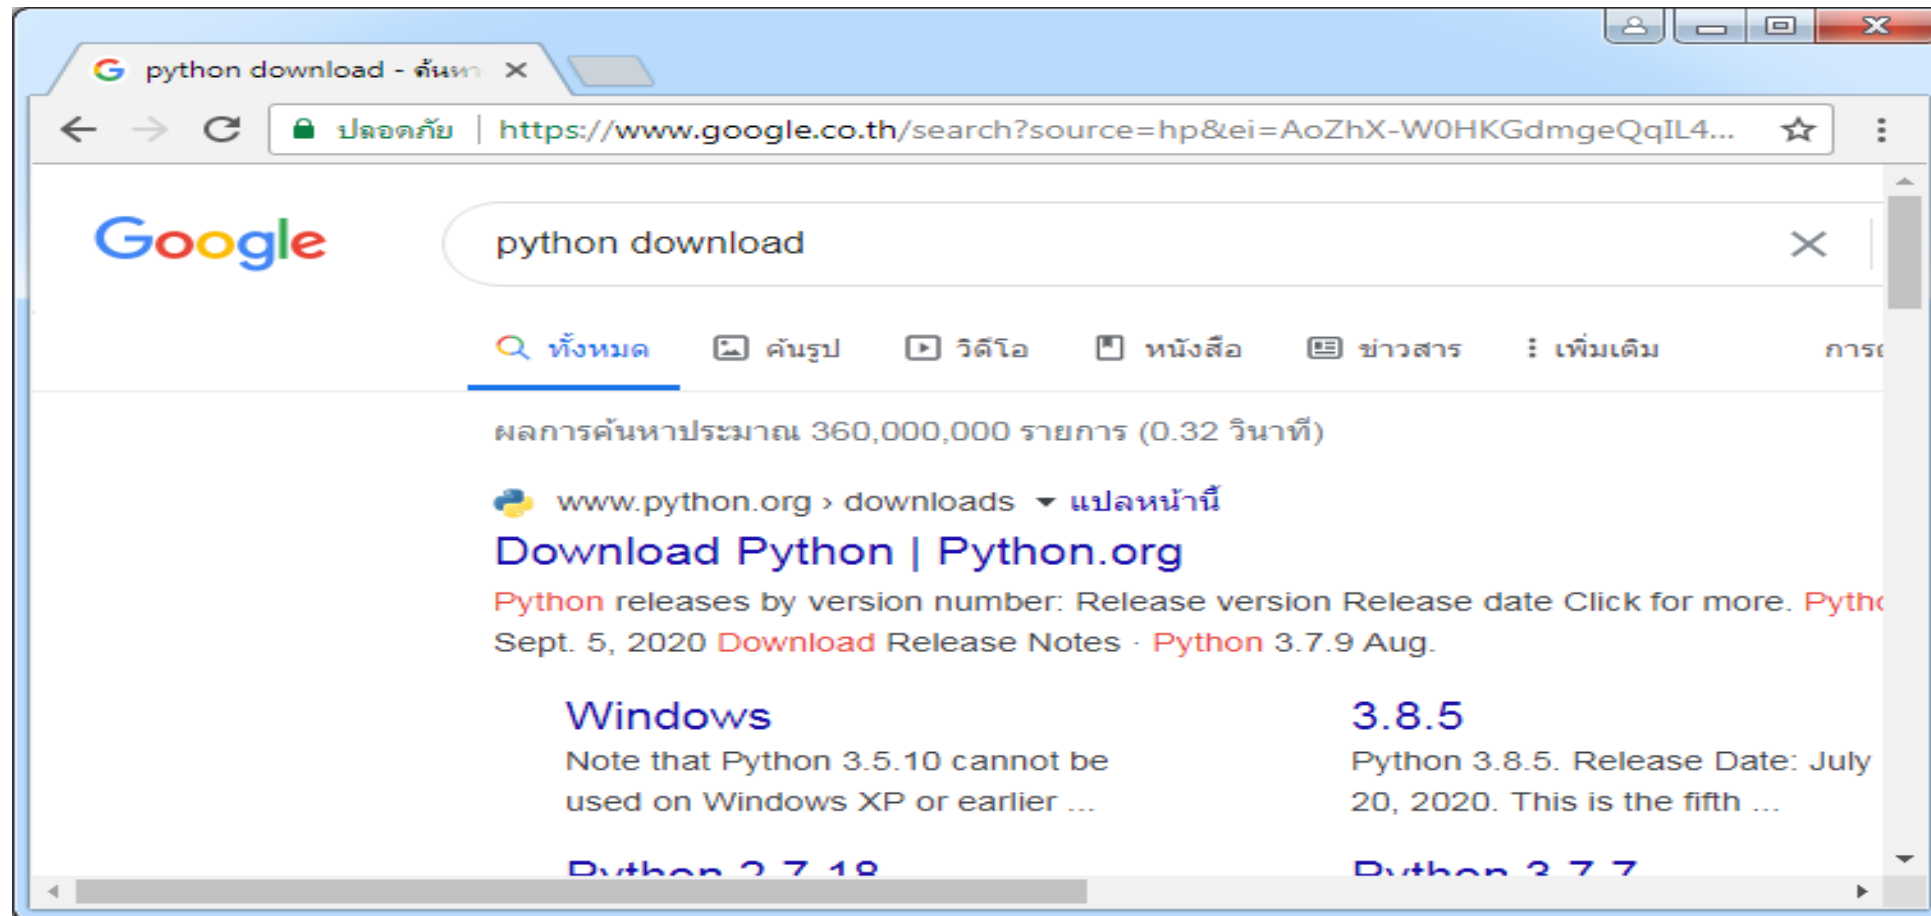 python download - ค้นหา
ปลอดภัย https://www.google.co.th/search?source=hp&ei=AoZhX-W0HKGdmgeQqIL4...
Google
python download
ทั้งหมด ค้นรูป วิดีโอ หนังสือ ข่าวสาร เพิ่มเติม
ผลการค้นหาประมาณ 360,000,000 รายการ (0.32 วินาที)
www.python.org › downloads แปลหน้านี้
Download Python | Python.org
Python releases by version number: Release version Release date Click for more.
Sept. 5, 2020 Download Release Notes · Python 3.7.9 Aug.
Windows
Note that Python 3.5.10 cannot be
used on Windows XP or earlier ...
3.8.5
Python 3.8.5. Release Date: July
20, 2020. This is the fifth ...
Python 2.7.18
Python 3.7.7